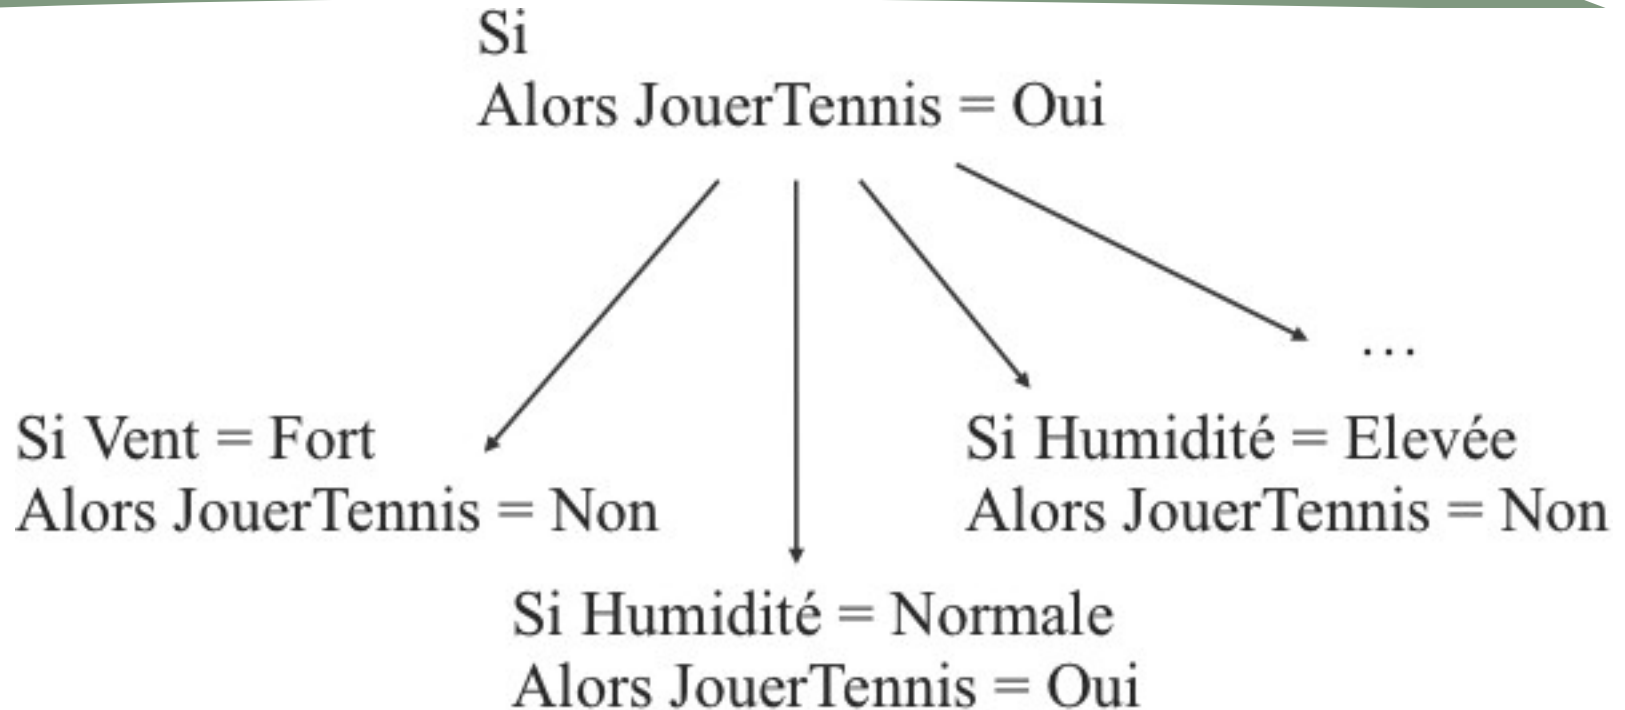 Si
Alors JouerTennis = Oui
...
Si Vent = Fort
Alors JouerTennis = Non
Si Humidité = Elevée
Alors JouerTennis = Non
Si Humidité = Normale
Alors JouerTennis = Oui